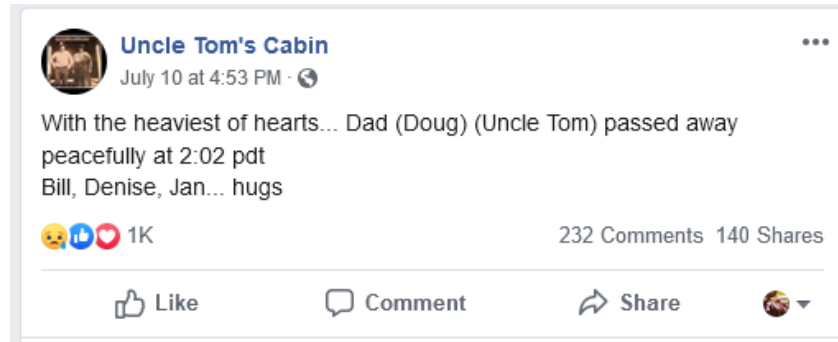 Uncle Tom's Cabin
July 10 at 4:53 PM ·
With the heaviest of hearts... Dad (Doug) (Uncle Tom) passed away
peacefully at 2:02 pdt
Bill, Denise, Jan... hugs
1K 232 Comments 140 Shares
Like Comment Share